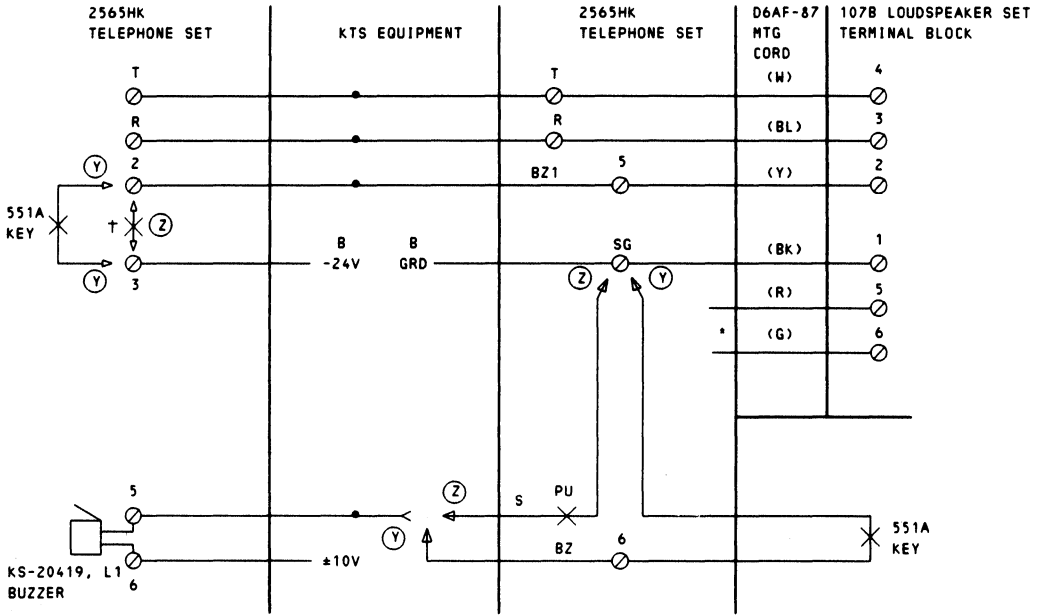 2565HK
TELEPHONE SET
KTS EQUIPMENT
2565HK
TELEPHONE SET
D6AF-87
MTG
CORD
107B LOUDSPEAKER SET
TERMINAL BLOCK
T
T
(W)
4
R
R
(BL)
3
Y
2
BZ1
5
(Y)
2
551A
KEY
†
Z
B
-24V
B
GRD
SG
(BK)
1
Y
3
Z
Y
(R)
5
*
(G)
6
5
Z
S
PU
Y
551A
KEY
±10V
BZ
6
KS-20419, L1
BUZZER
6